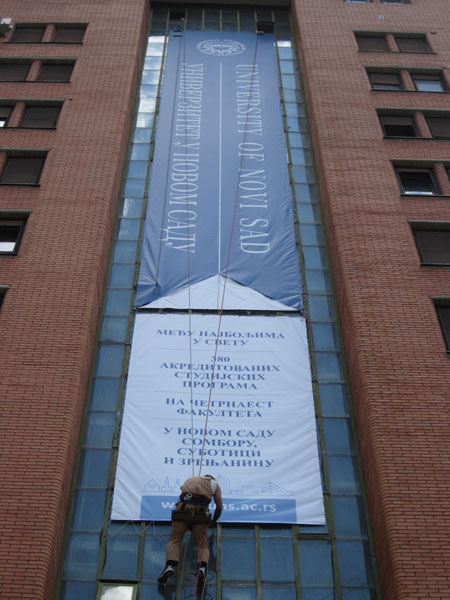 УНИВЕРЗИТЕТ У НОВОМ САДУ
UNIVERSITY OF NOVI SAD
МЕЂУ НАЈБОЉИМА
У СВЕТУ
380
АКРЕДИТОВАНИХ
СТУДИЈСКИХ
ПРОГРАМА
НА ЧЕТРНАЕСТ
ФАКУЛТЕТА
У НОВОМ САДУ
СОМБОРУ,
СУБОТИЦИ
И ЗРЕЊАНИНУ